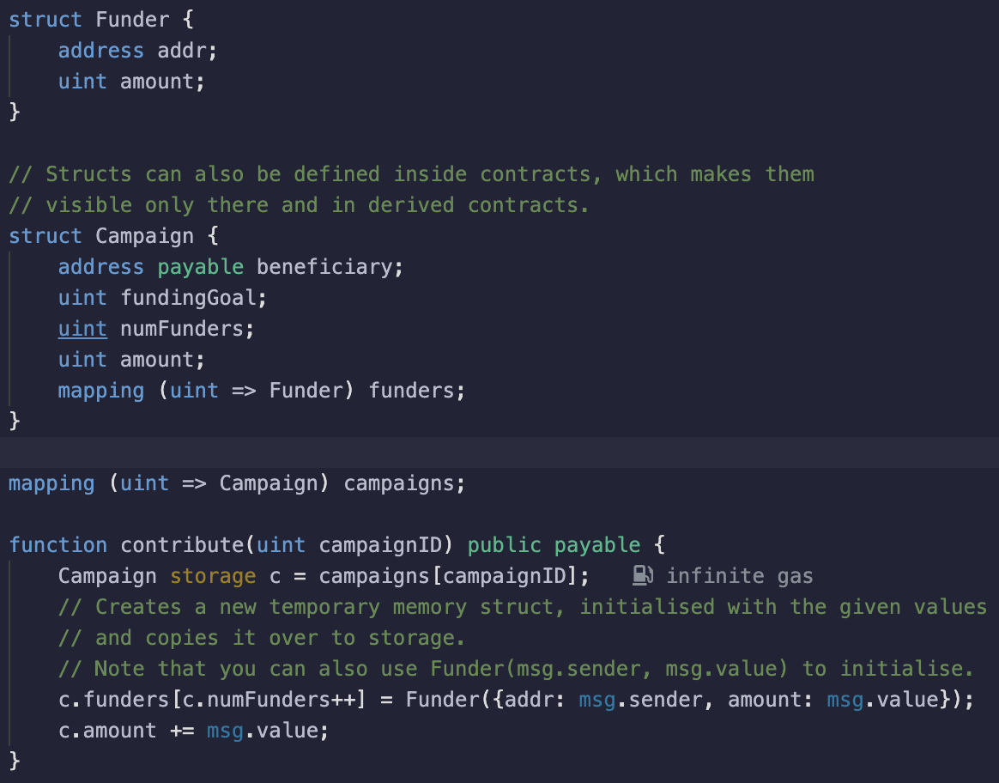 struct Funder {
    address addr;
    uint amount;
}

// Structs can also be defined inside contracts, which makes them
// visible only there and in derived contracts.
struct Campaign {
    address payable beneficiary;
    uint fundingGoal;
    uint numFunders;
    uint amount;
    mapping (uint => Funder) funders;
}

mapping (uint => Campaign) campaigns;

function contribute(uint campaignID) public payable {
    Campaign storage c = campaigns[campaignID];   infinite gas
    // Creates a new temporary memory struct, initialised with the given values
    // and copies it over to storage.
    // Note that you can also use Funder(msg.sender, msg.value) to initialise.
    c.funders[c.numFunders++] = Funder({addr: msg.sender, amount: msg.value});
    c.amount += msg.value;
}